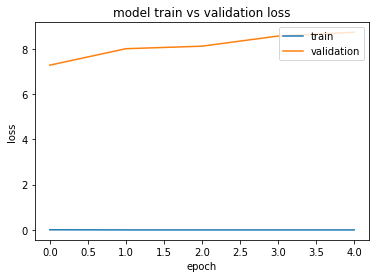 model train vs validation loss
train
validation
loss
8
6
4
2
0
0.0 0.5 1.0 1.5 2.0 2.5 3.0 3.5 4.0
epoch